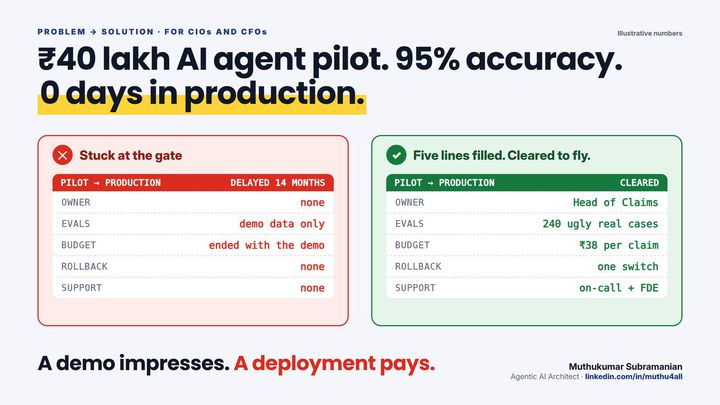 PROBLEM → SOLUTION · FOR CIOs AND CFOs
Illustrative numbers
₹40 lakh AI agent pilot. 95% accuracy.
0 days in production.
Stuck at the gate
PILOT → PRODUCTION DELAYED 14 MONTHS
OWNER none
EVALS demo data only
BUDGET ended with the demo
ROLLBACK none
SUPPORT none
Five lines filled. Cleared to fly.
PILOT → PRODUCTION CLEARED
OWNER Head of Claims
EVALS 240 ugly real cases
BUDGET ₹38 per claim
ROLLBACK one switch
SUPPORT on-call + FDE
A demo impresses. A deployment pays.
Muthukumar Subramanian
Agentic AI Architect · linkedin.com/in/muthu4all